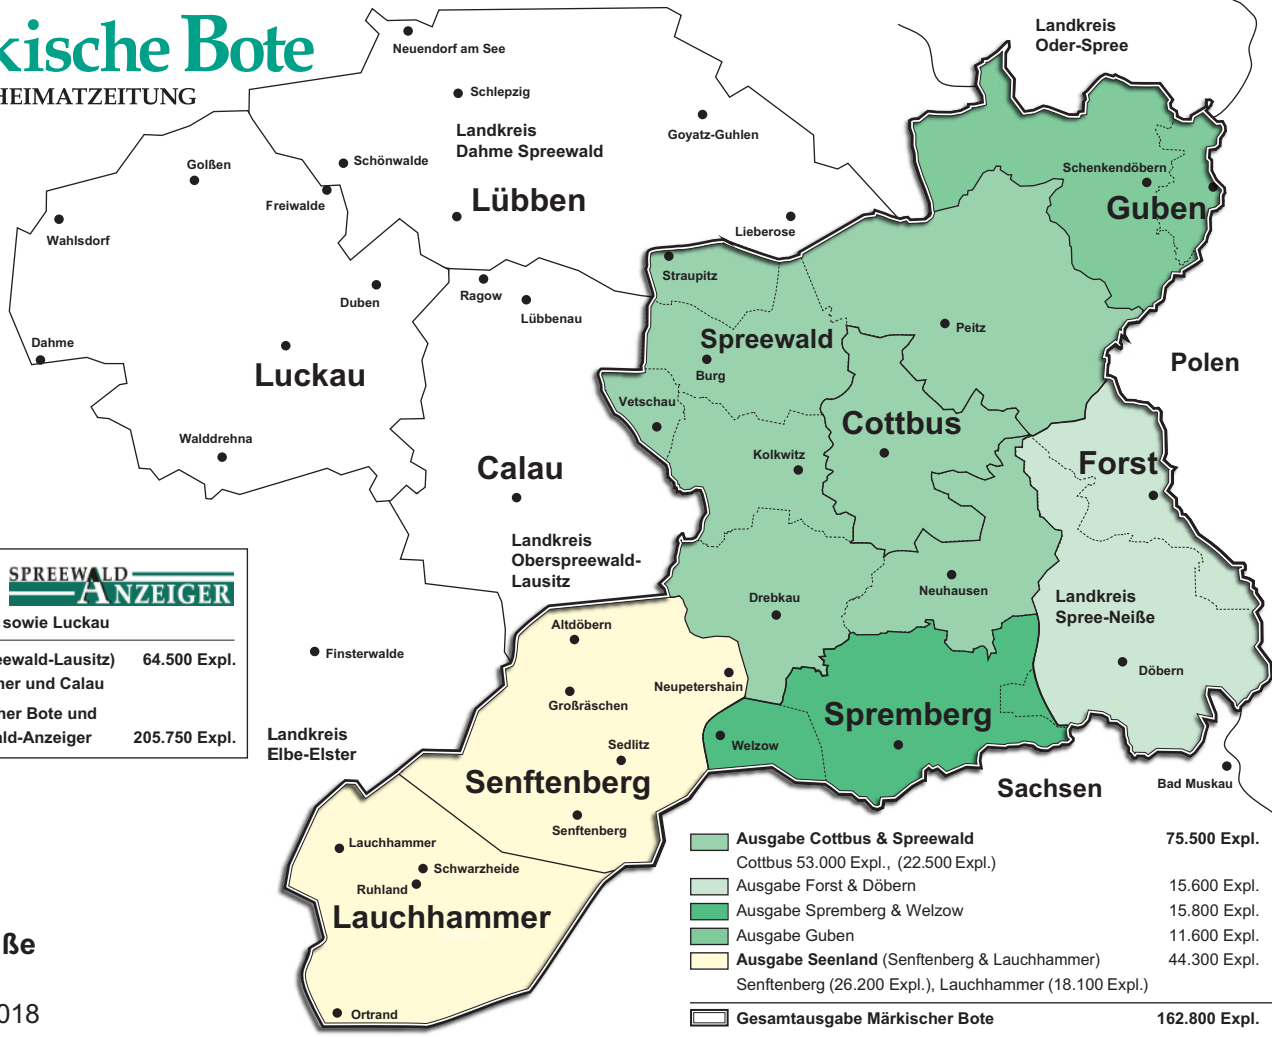 kische Bote
HEIMATZEITUNG
Landkreis
Oder-Spree
Neuendorf am See
Schlepzig
Goyatz-Guhlen
Landkreis
Dahme Spreewald
Schönwalde
Golßen
Freiwalde
Lübben
Schenkendöbern
Guben
Wahlsdorf
Lieberose
Straupitz
Duben
Ragow
Lübbenau
Peitz
Dahme
Spreewald
Burg
Polen
Luckau
Vetschau
Cottbus
Walddrehna
Kolkwitz
Calau
Forst
Landkreis
Oberspreewald-
Lausitz
SPREEWALD
ANZEIGER
sowie Luckau
eewald-Lausitz) 64.500 Expl.
ner und Calau
ner Bote und
ld-Anzeiger 205.750 Expl.
Neuhausen
Drebkau
Landkreis
Spree-Neiße
Altdöbern
Finsterwalde
Döbern
Neupetershain
Großräschen
Spremberg
Landkreis
Elbe-Elster
Sedlitz
Welzow
Senftenberg
Sachsen
Bad Muskau
Senftenberg
Lauchhammer
Schwarzheide
Ruhland
Lauchhammer
Ortrand
ße
018
Ausgabe Cottbus & Spreewald 75.500 Expl.
Cottbus 53.000 Expl., (22.500 Expl.)
Ausgabe Forst & Döbern 15.600 Expl.
Ausgabe Spremberg & Welzow 15.800 Expl.
Ausgabe Guben 11.600 Expl.
Ausgabe Seenland (Senftenberg & Lauchhammer) 44.300 Expl.
Senftenberg (26.200 Expl.), Lauchhammer (18.100 Expl.)
Gesamtausgabe Märkischer Bote 162.800 Expl.